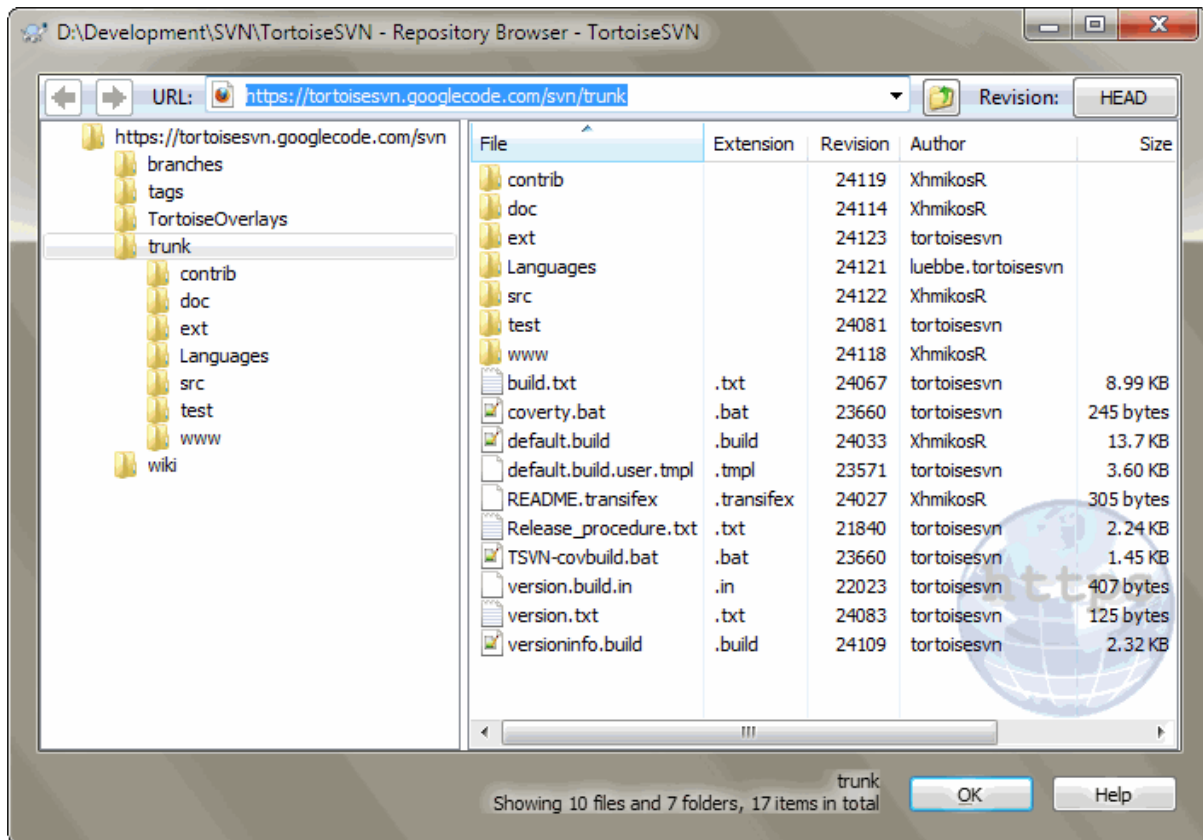 D:\Development\SVN\TortoiseSVN - Repository Browser - TortoiseSVN
URL: https://tortoisesvn.googlecode.com/svn/trunk Revision: HEAD
https://tortoisesvn.googlecode.com/svn
branches
tags
TortoiseOverlays
trunk
contrib
doc
ext
Languages
src
test
www
wiki
File Extension Revision Author Size
contrib 24119 XhmikosR
doc 24114 XhmikosR
ext 24123 tortoisesvn
Languages 24121 luebbe.tortoisesvn
src 24122 XhmikosR
test 24081 tortoisesvn
www 24118 XhmikosR
build.txt .txt 24067 tortoisesvn 8.99 KB
coverty.bat .bat 23660 tortoisesvn 245 bytes
default.build .build 24033 XhmikosR 13.7 KB
default.build.user.tmpl .tmpl 23571 tortoisesvn 3.60 KB
README.transifex .transifex 24027 XhmikosR 305 bytes
Release_procedure.txt .txt 21840 tortoisesvn 2.24 KB
TSVN-covbuild.bat .bat 23660 tortoisesvn 1.45 KB
version.build.in .in 22023 tortoisesvn 407 bytes
version.txt .txt 24083 tortoisesvn 125 bytes
versioninfo.build .build 24109 tortoisesvn 2.32 KB
https
trunk
Showing 10 files and 7 folders, 17 items in total
OK Help